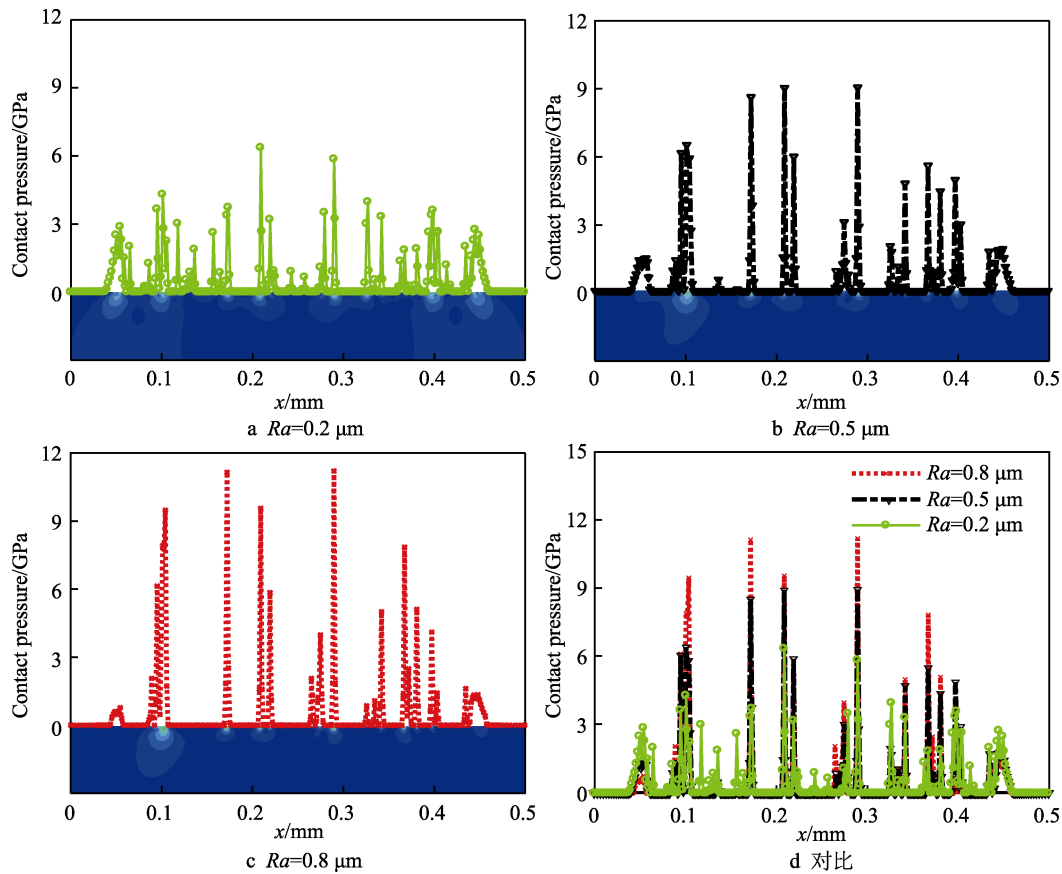 12
9
6
3
0
Contact pressure/GPa
0 0.1 0.2 0.3 0.4 0.5
x/mm
a Ra=0.2 μm
12
9
6
3
0
Contact pressure/GPa
0 0.1 0.2 0.3 0.4 0.5
x/mm
b Ra=0.5 μm
12
9
6
3
0
Contact pressure/GPa
0 0.1 0.2 0.3 0.4 0.5
x/mm
c Ra=0.8 μm
15
12
9
6
3
0
Contact pressure/GPa
Ra=0.8 μm
Ra=0.5 μm
Ra=0.2 μm
0 0.1 0.2 0.3 0.4 0.5
x/mm
d 对比